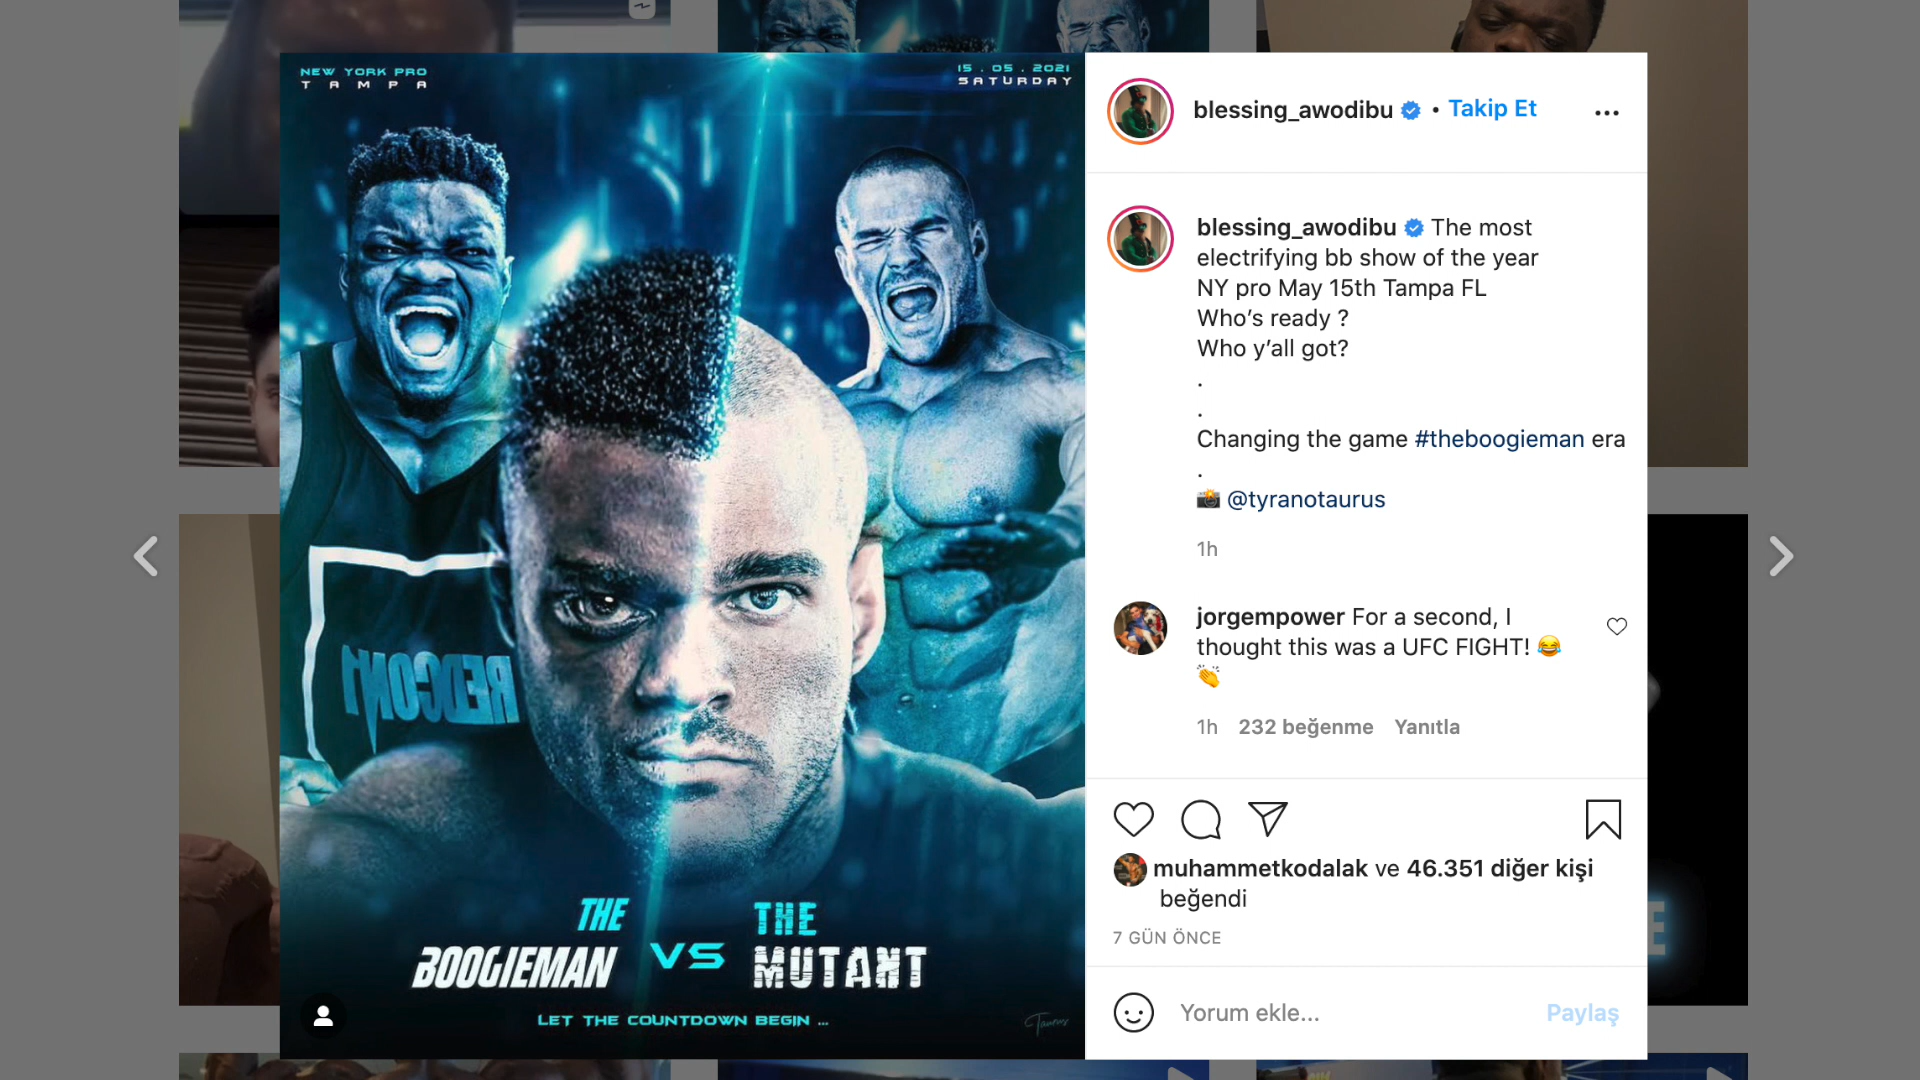 NEW YORK PRO
TAMPA
15 . 05 . 2021
SATURDAY
REDCON1
THE
BOOGIEMAN
VS
THE
MUTANT
LET THE COUNTDOWN BEGIN ...
Taurus
blessing_awodibu • Takip Et
blessing_awodibu The most
electrifying bb show of the year
NY pro May 15th Tampa FL
Who’s ready ?
Who y’all got?
.
.
Changing the game #theboogieman era
.
📸 @tyranotaurus
1h
jorgempower For a second, I
thought this was a UFC FIGHT! 😂
👏
1h 232 beğenme Yanıtla
muhammetkodalak ve 46.351 diğer kişi
beğendi
7 GÜN ÖNCE
Yorum ekle... Paylaş